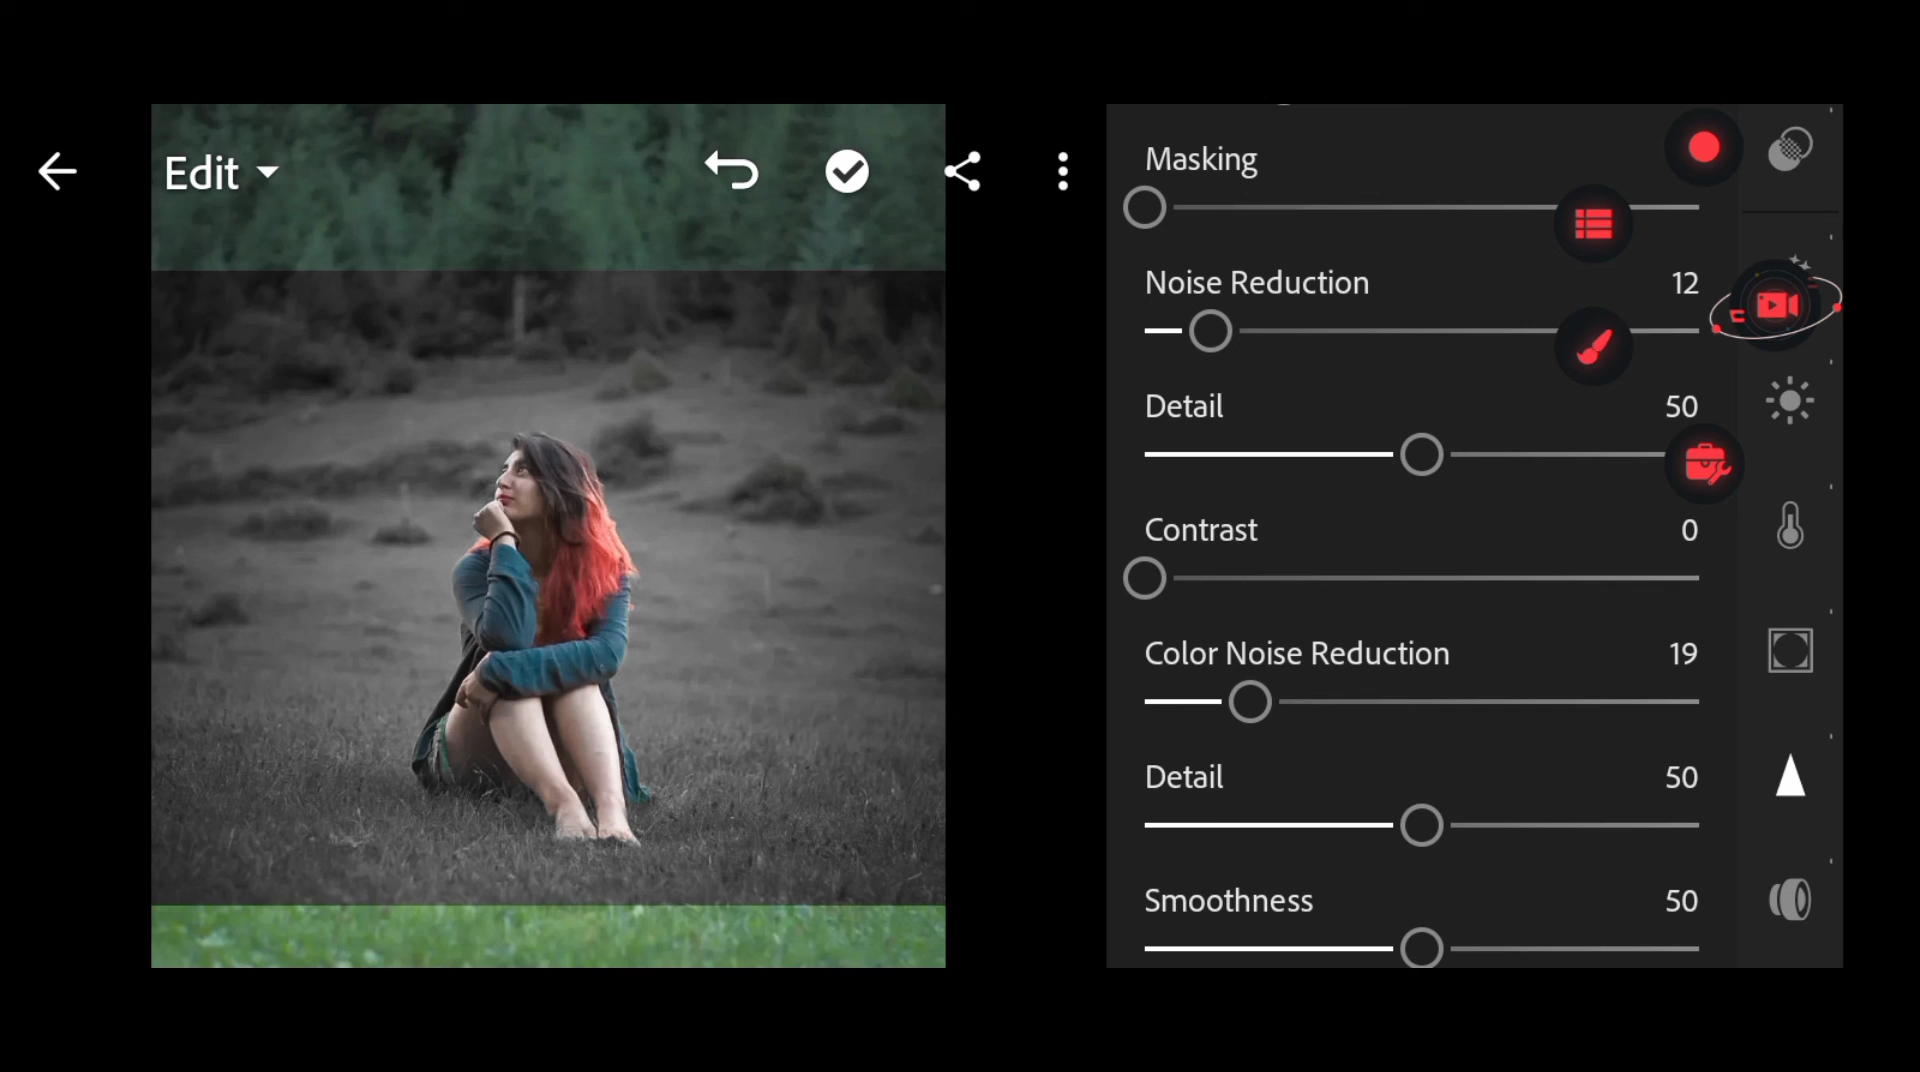 Edit
Masking
Noise Reduction 12
Detail 50
Contrast 0
Color Noise Reduction 19
Detail 50
Smoothness 50